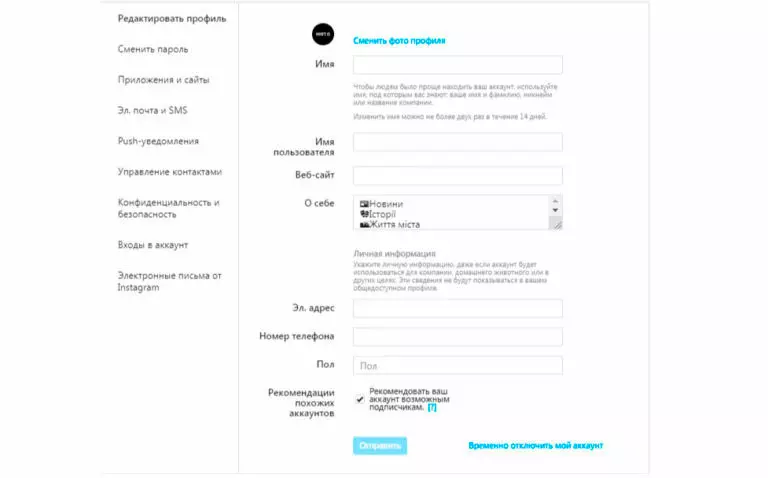 Редактировать профиль
Сменить пароль
Приложения и сайты
Эл. почта и SMS
Push-уведомления
Управление контактами
Конфиденциальность и
безопасность
Входы в аккаунт
Электронные письма от
Instagram
Сменить фото профиля
Имя
Чтобы людям было проще находить ваш аккаунт, используйте
имя, под которым вас знают: ваше имя и фамилию, никнейм
или название компании.
Изменить имя можно не более двух раз в течение 14 дней.
Имя
пользователя
Веб-сайт
О себе
Новини
Історії
Життя міста
Личная информация
Укажите личную информацию, даже если аккаунт будет
использоваться для компании, домашнего животного или в
других целях. Эти сведения не будут показываться в вашем
общедоступном профиле.
Эл. адрес
Номер телефона
Пол
Пол
Рекомендации
похожих
аккаунтов
Рекомендовать ваш
аккаунт возможным
подписчикам. [?]
Отправить
Временно отключить мой аккаунт